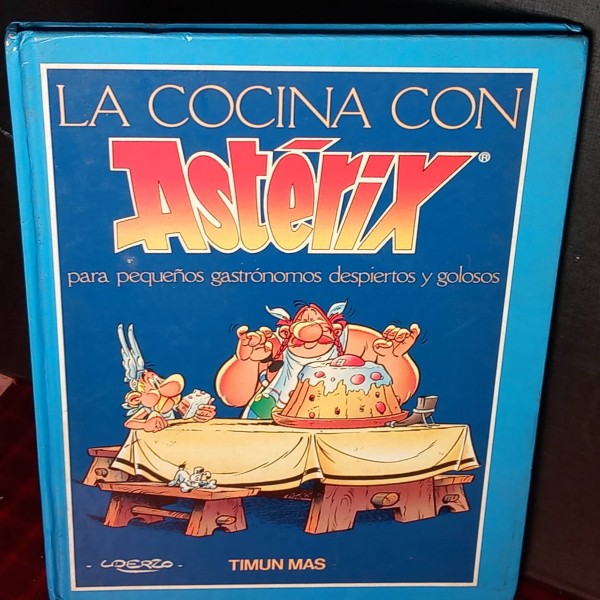 LA COCINA CON
Astérix®
para pequeños gastrónomos despiertos y golosos
- UDERZO -
TIMUN MAS